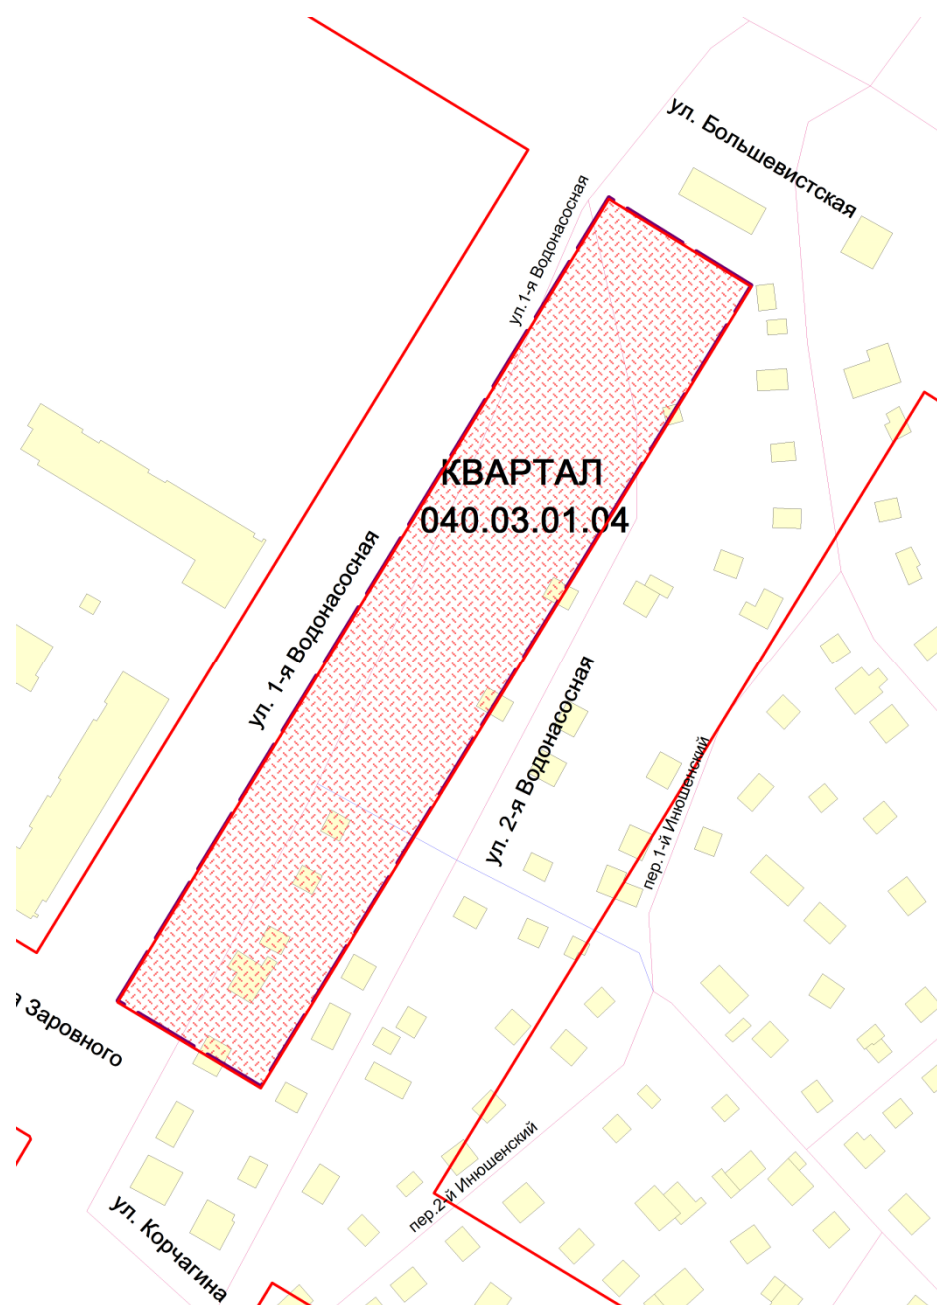 ул. Большевистская
ул.1-я Водонасосная
КВАРТАЛ
040.03.01.04
ул. 1-я Водонасосная
ул. 2-я Водонасосная
пер.1-й Инюшенский
Заровного
пер.2-й Инюшенский
ул. Корчагина